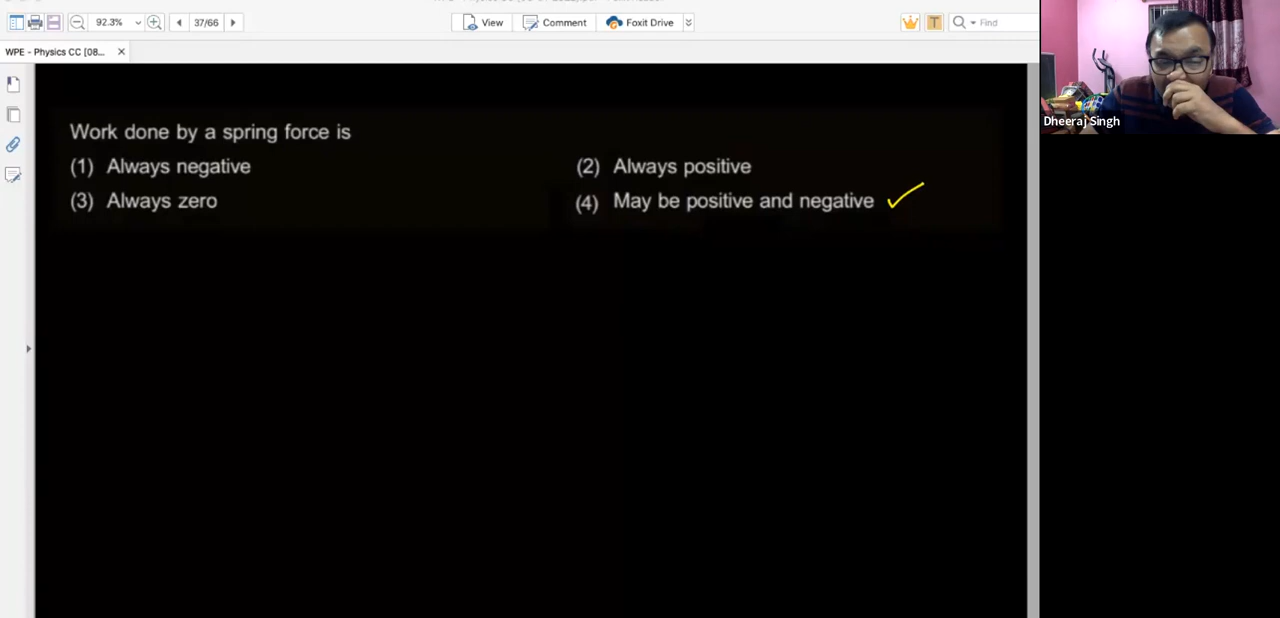 92.3%
37/66
View
Comment
Foxit Drive
T
Find
WPE - Physics CC [08...
Dheeraj Singh
Work done by a spring force is
(1) Always negative
(2) Always positive
(3) Always zero
(4) May be positive and negative